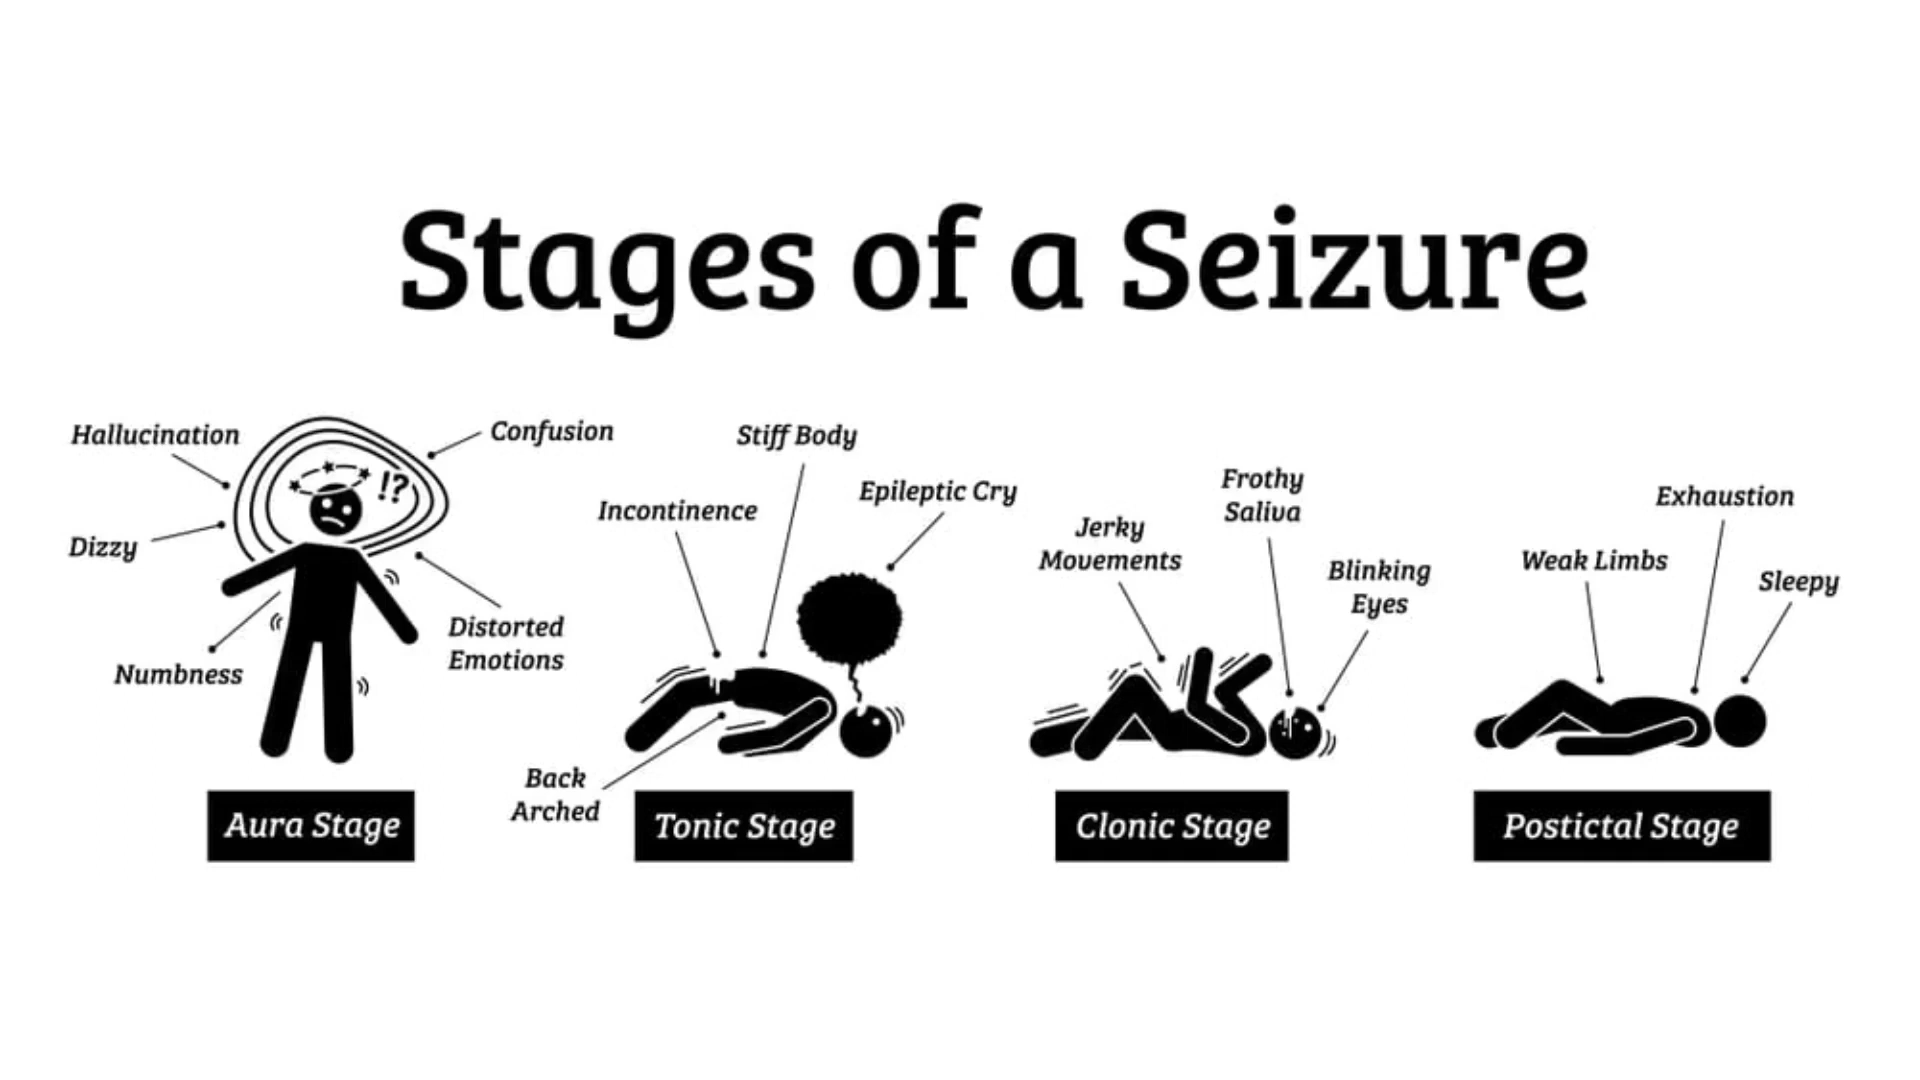 Stages of a Seizure
Hallucination
Confusion
Dizzy
!?
Numbness
Distorted
Emotions
Aura Stage
Stiff Body
Incontinence
Epileptic Cry
Back
Arched
Tonic Stage
Jerky
Movements
Frothy
Saliva
Blinking
Eyes
Clonic Stage
Exhaustion
Weak Limbs
Sleepy
Postictal Stage